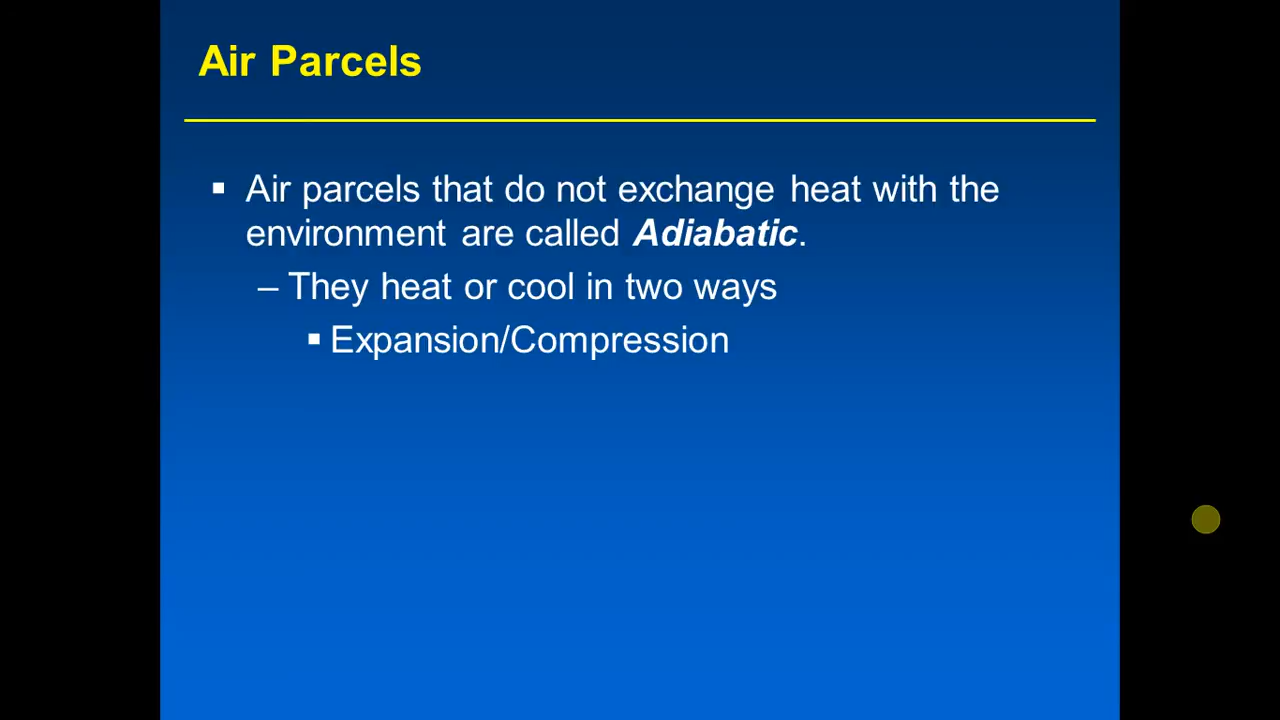 Air Parcels
▪ Air parcels that do not exchange heat with the
environment are called Adiabatic.
– They heat or cool in two ways
▪ Expansion/Compression